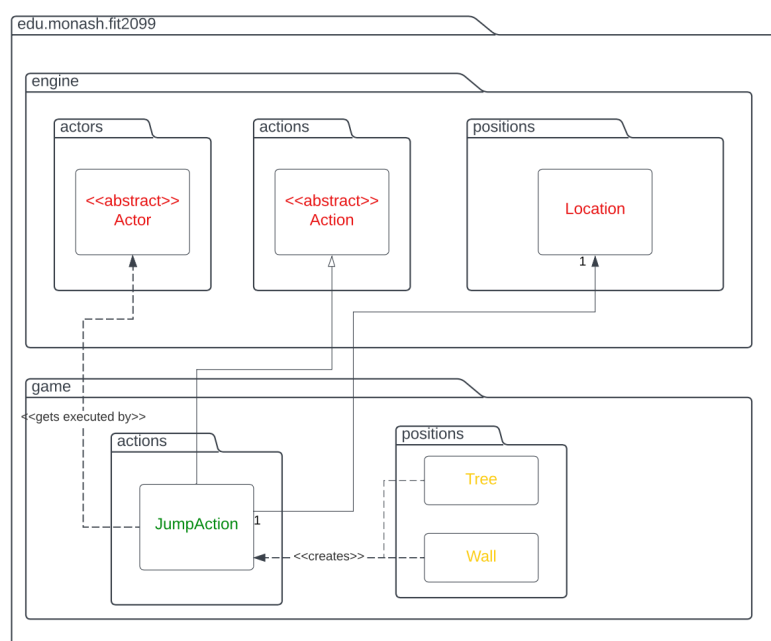 edu.monash.fit2099
engine
actors
actions
positions
<<abstract>>
Actor
<<abstract>>
Action
Location
1
game
<<gets executed by>>
actions
positions
Tree
JumpAction
1
<<creates>>
Wall